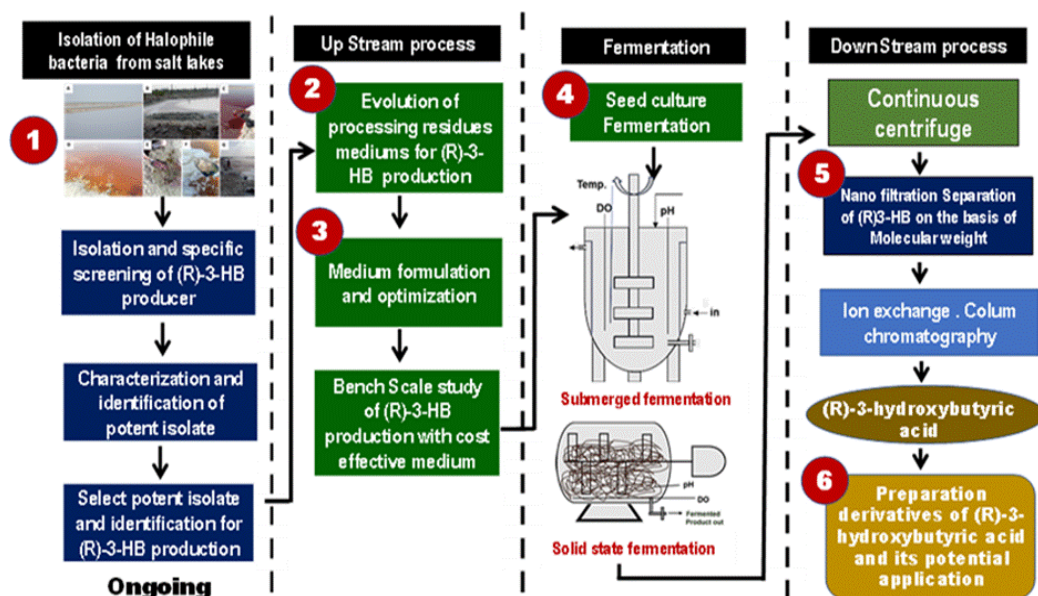 Isolation of Halophile
bacteria from salt lakes
1
A
B
C
D
E
F
G
Isolation and specific
screening of (R)-3-HB
producer
Characterization and
identification of
potent isolate
Select potent isolate
and identification for
(R)-3-HB production
Ongoing
Up Stream process
2
Evolution of
processing residues
mediums for (R)-3-
HB production
3
Medium formulation
and optimization
Bench Scale study
of (R)-3-HB
production with cost
effective medium
Fermentation
4
Seed culture
Fermentation
Temp.
DO
pH
in
Submerged fermentation
pH
DO
Fermented
Product out
Solid state fermentation
Down Stream process
Continuous
centrifuge
5
Nano filtration Separation
of (R)3-HB on the basis of
Molecular weight
Ion exchange . Colum
chromatography
(R)-3-hydroxybutyric
acid
6
Preparation
derivatives of (R)-3-
hydroxybutyric acid
and its potential
application